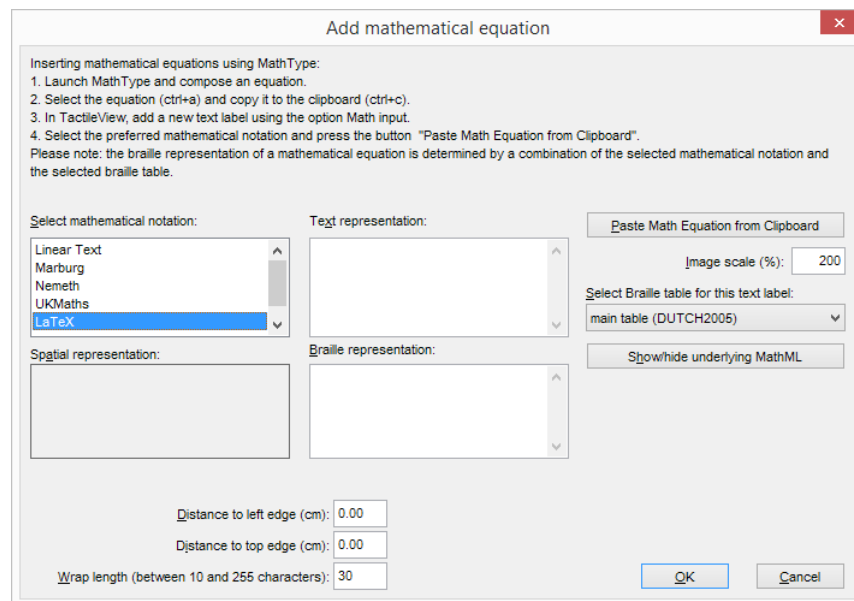 Add mathematical equation
Inserting mathematical equations using MathType:
1. Launch MathType and compose an equation.
2. Select the equation (ctrl+a) and copy it to the clipboard (ctrl+c).
3. In TactileView, add a new text label using the option Math input.
4. Select the preferred mathematical notation and press the button "Paste Math Equation from Clipboard".
Please note: the braille representation of a mathematical equation is determined by a combination of the selected mathematical notation and
the selected braille table.
Select mathematical notation:
Linear Text
Marburg
Nemeth
UKMaths
LaTeX
Text representation:
Paste Math Equation from Clipboard
Image scale (%): 200
Select Braille table for this text label:
main table (DUTCH2005)
Show/hide underlying MathML
Spatial representation:
Braille representation:
Distance to left edge (cm): 0.00
Distance to top edge (cm): 0.00
Wrap length (between 10 and 255 characters): 30
OK
Cancel